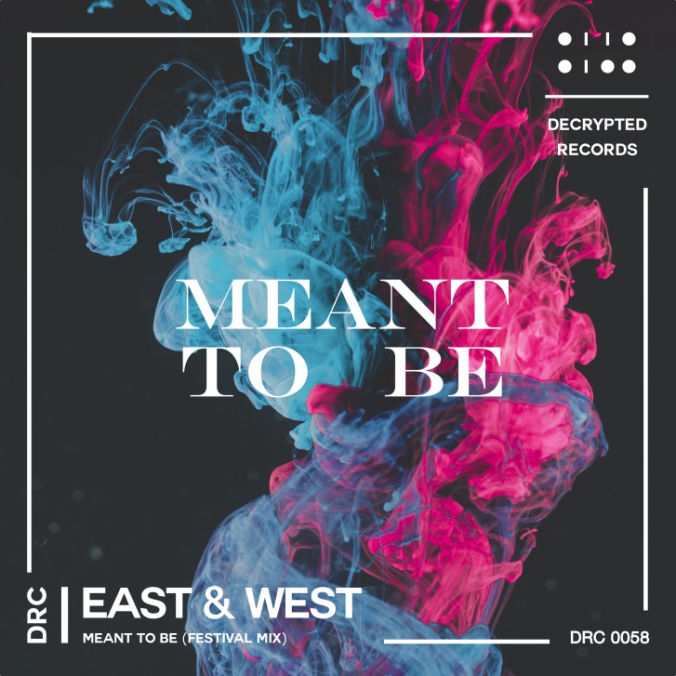 DECRYPTED
RECORDS
MEANT
TO BE
DRC
EAST & WEST
MEANT TO BE (FESTIVAL MIX)
DRC 0058